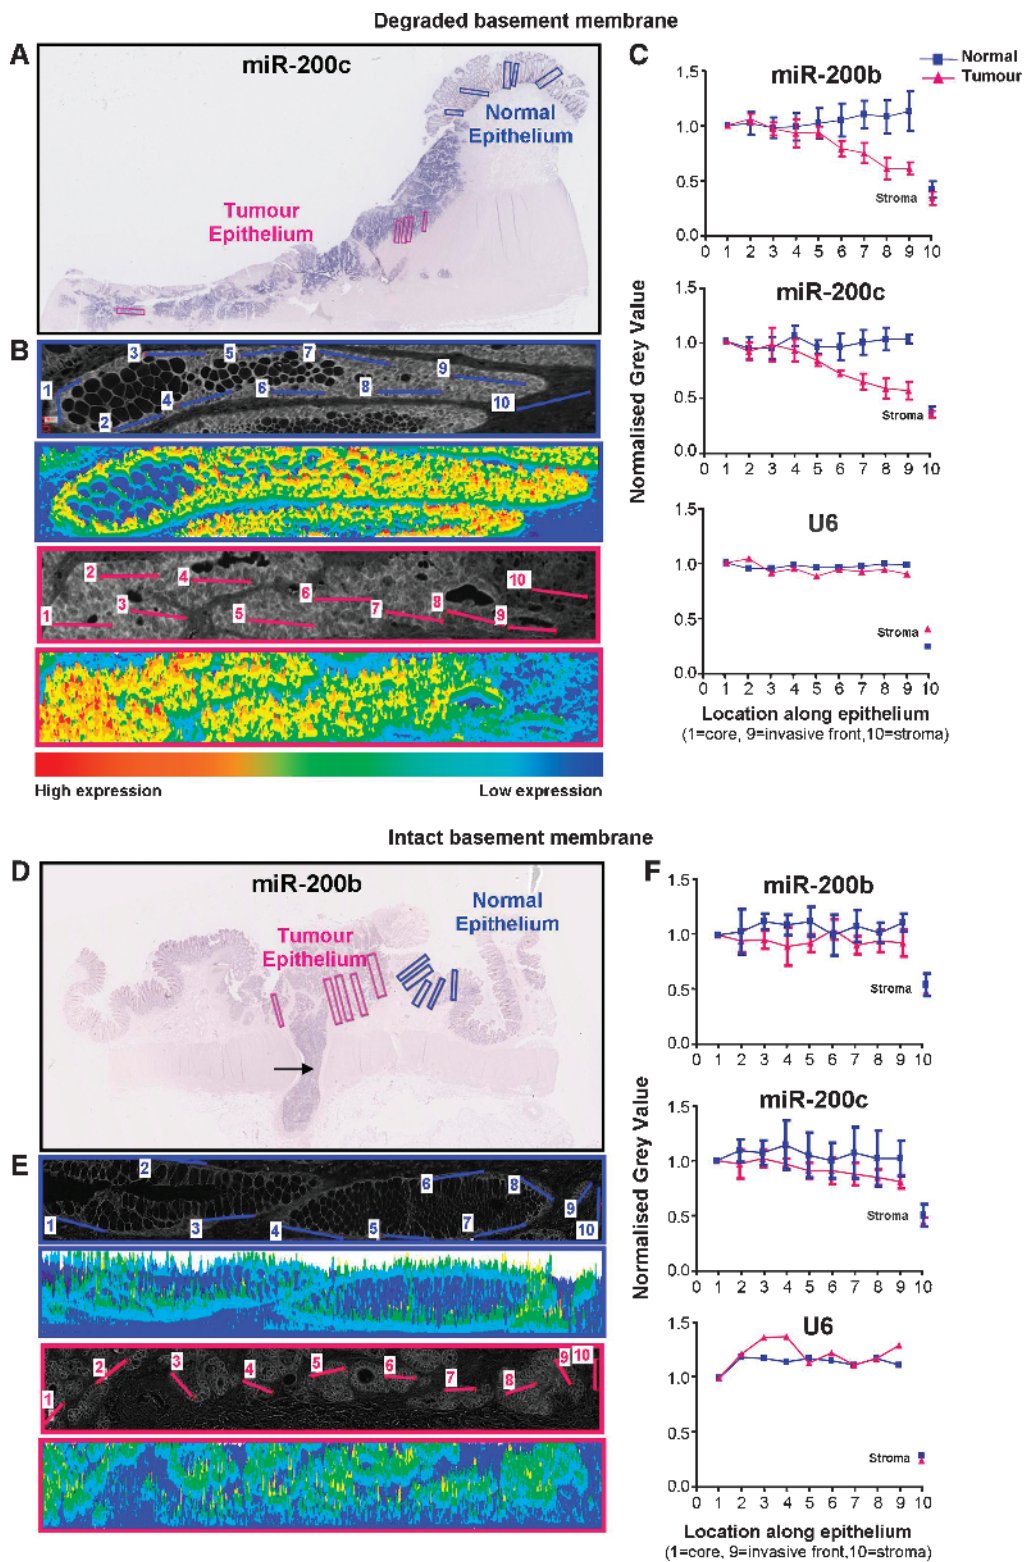 Degraded basement membrane
A
miR-200c
Normal
Epithelium
Tumour
Epithelium
B
1
2
3
4
5
6
7
8
9
10
1
2
3
4
5
6
7
8
9
10
High expression
Low expression
C
Normal
Tumour
Normalised Grey Value
miR-200b
1.5
1.0
0.5
0.0
Stroma
0 1 2 3 4 5 6 7 8 9 10
miR-200c
1.5
1.0
0.5
0.0
Stroma
0 1 2 3 4 5 6 7 8 9 10
U6
1.5
1.0
0.5
0.0
Stroma
0 1 2 3 4 5 6 7 8 9 10
Location along epithelium
(1=core, 9=invasive front,10=stroma)
Intact basement membrane
D
miR-200b
Normal
Epithelium
Tumour
Epithelium
E
1
2
3
4
5
6
7
8
9
10
1
2
3
4
5
6
7
8
9
10
F
Normalised Grey Value
miR-200b
1.5
1.0
0.5
0.0
Stroma
0 1 2 3 4 5 6 7 8 9 10
miR-200c
1.5
1.0
0.5
0.0
Stroma
0 1 2 3 4 5 6 7 8 9 10
U6
1.5
1.0
0.5
0.0
Stroma
0 1 2 3 4 5 6 7 8 9 10
Location along epithelium
(1=core, 9=invasive front,10=stroma)